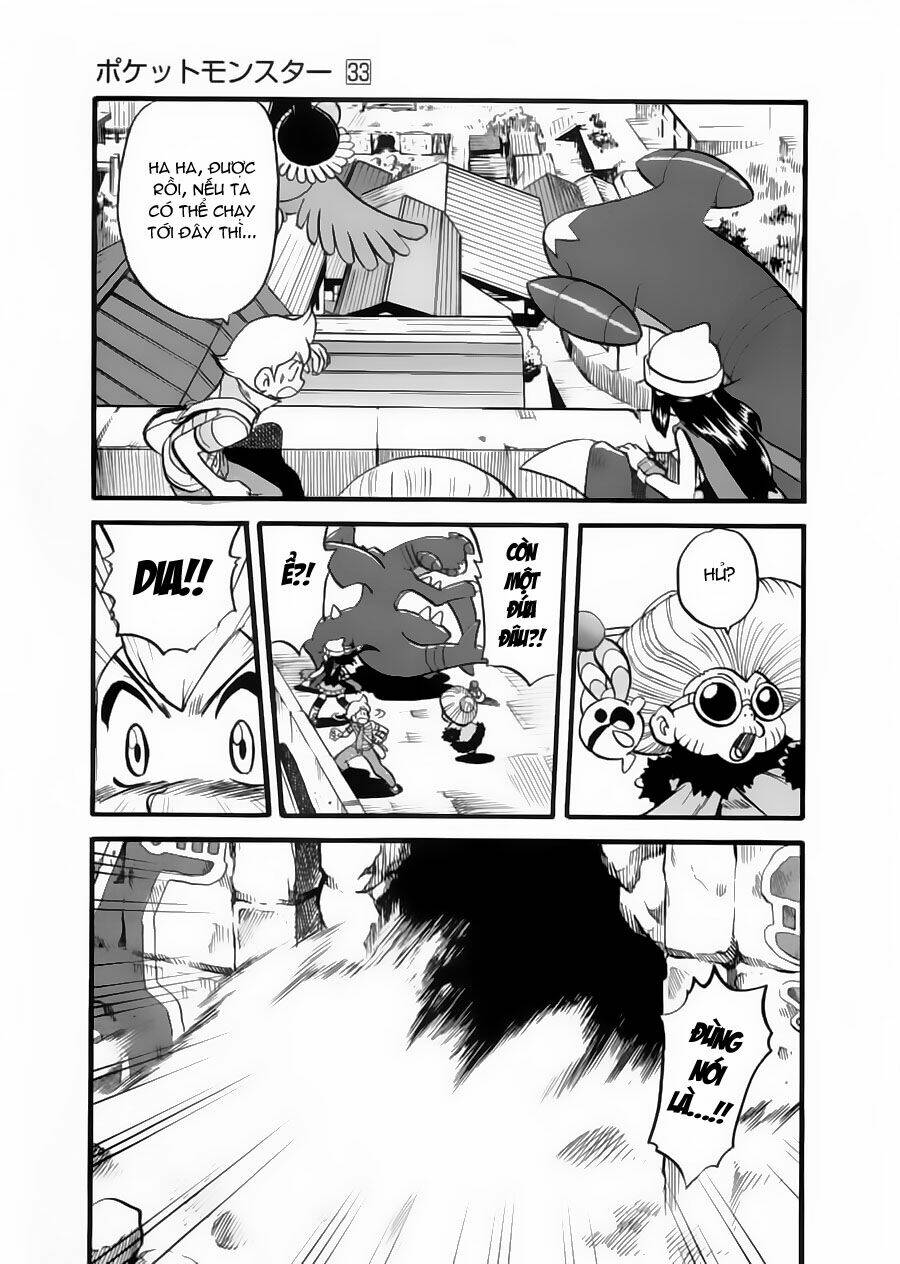 ポケットモンスター 33
HA HA, ĐƯỢC
RỒI, NẾU TA
CÓ THỂ CHẠY
TỚI ĐÂY THÌ...
HỬ?
CÒN
MỘT
ĐỨA
ĐÂU?!
Ể?!
DIA!!
ĐỪNG
NÓI
LÀ....!!